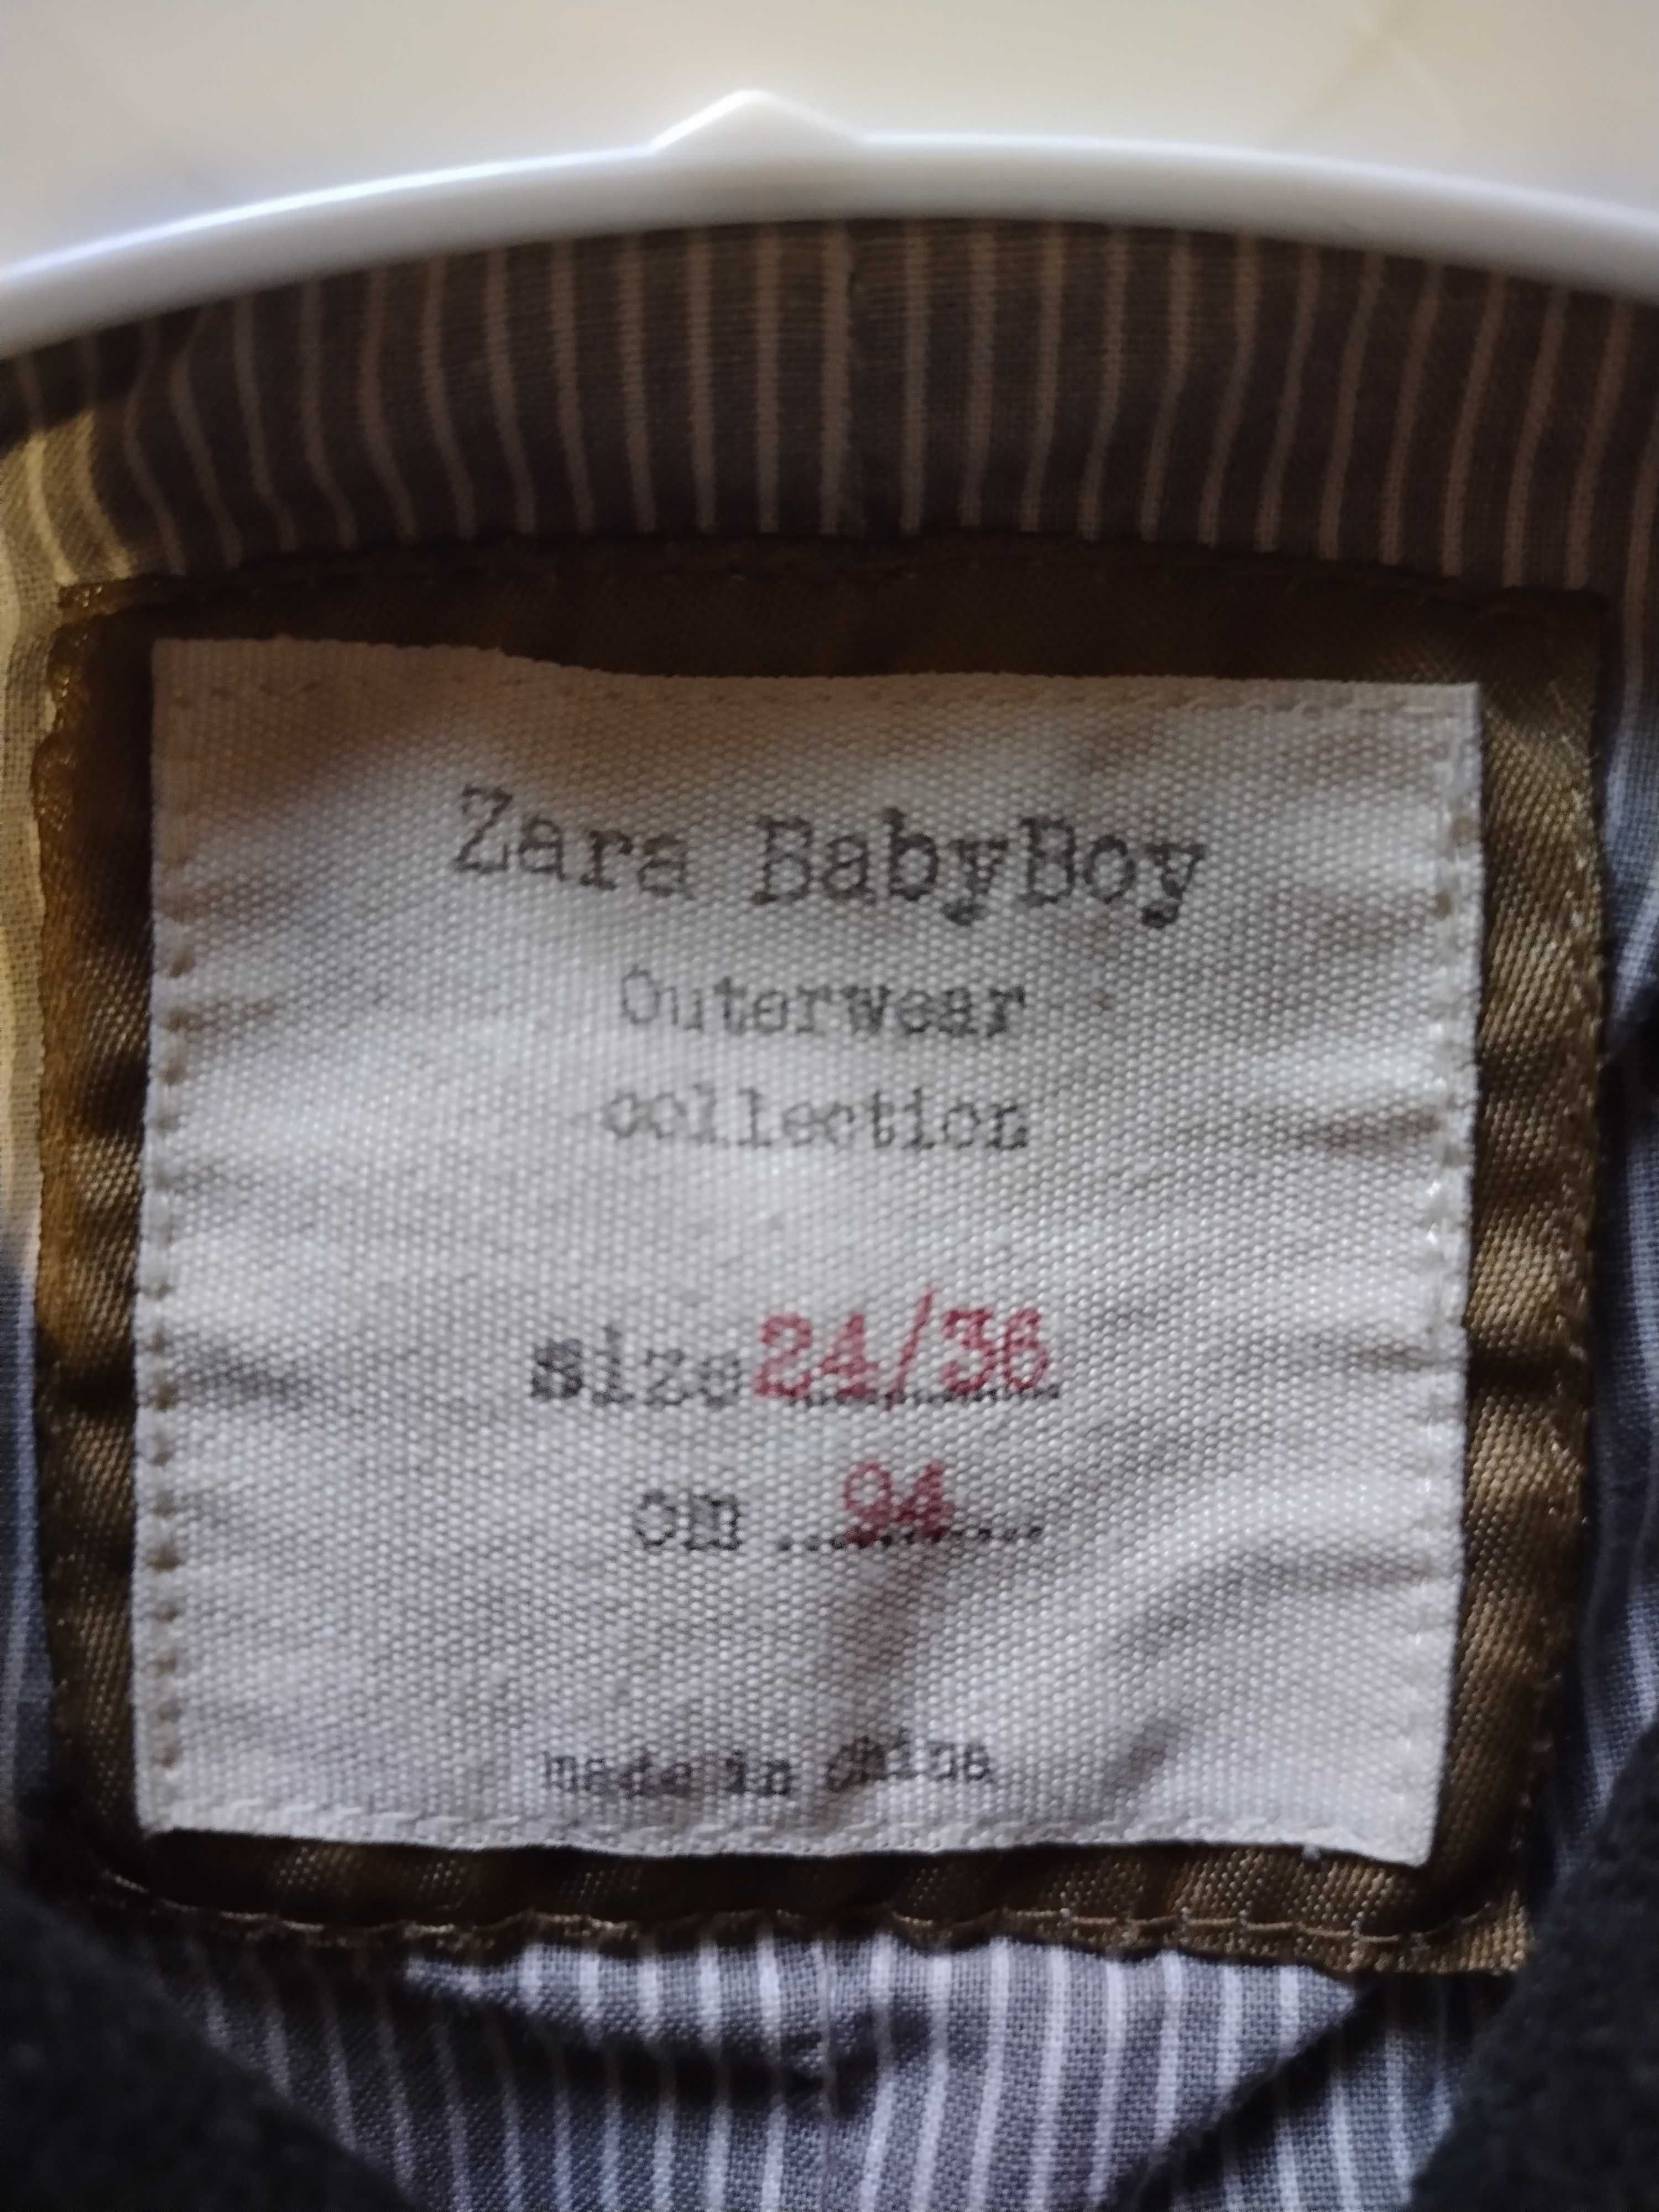 Zara BabyBoy
Outerwear
collection
size 24/36
cm 94
made in china